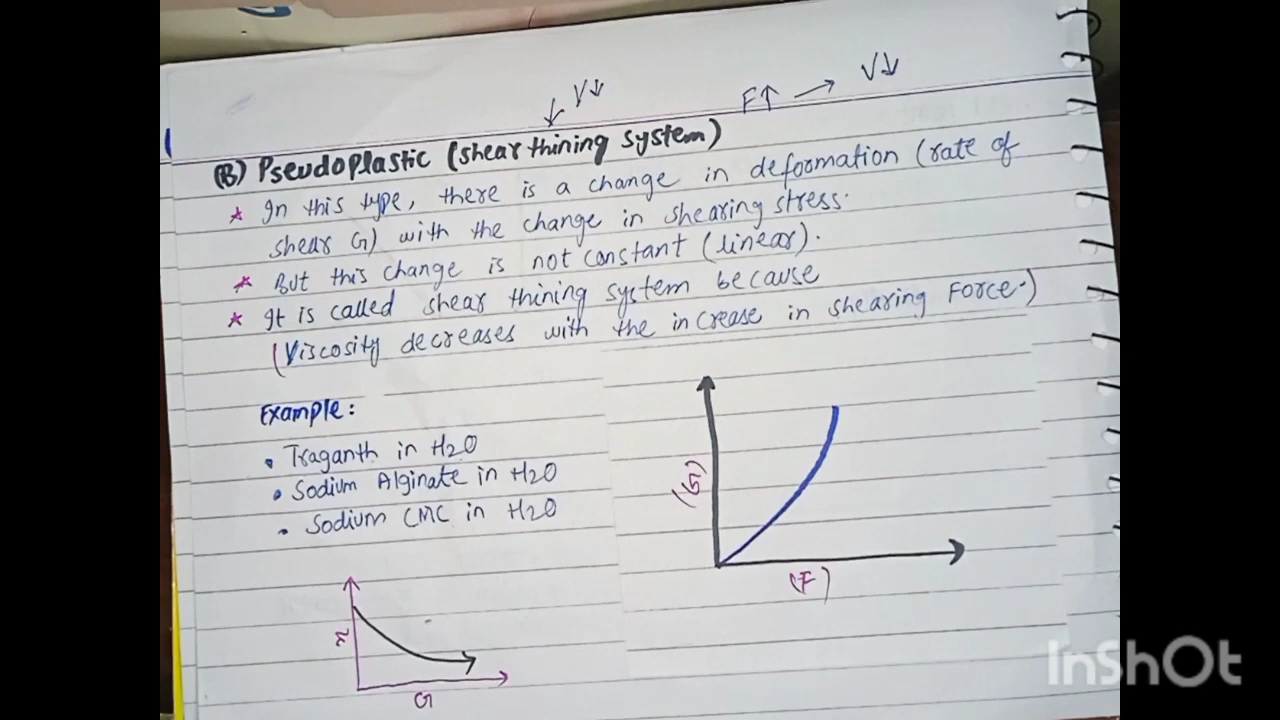 ↓ V↓
F↑ → V↓
(B) Pseudoplastic (shear thining system)
* In this type, there is a change in deformation (rate of
shear G) with the change in shearing stress.
* But this change is not constant (linear).
* It is called shear thining system because
(Viscosity decreases with the increase in shearing Force.)
Example:
• Traganth in H2O
• Sodium Alginate in H2O
• Sodium CMC in H2O
(G)
(F)
η
G
InShOt